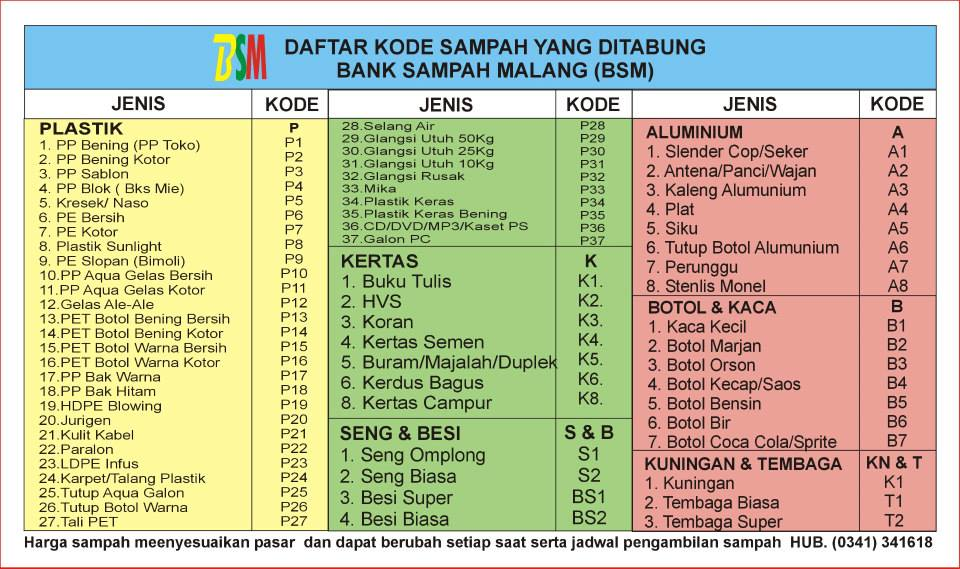 BSM
DAFTAR KODE SAMPAH YANG DITABUNG
BANK SAMPAH MALANG (BSM)
JENIS KODE
PLASTIK P
1. PP Bening (PP Toko) P1
2. PP Bening Kotor P2
3. PP Sablon P3
4. PP Blok ( Bks Mie) P4
5. Kresek/ Naso P5
6. PE Bersih P6
7. PE Kotor P7
8. Plastik Sunlight P8
9. PE Slopan (Bimoli) P9
10.PP Aqua Gelas Bersih P10
11.PP Aqua Gelas Kotor P11
12.Gelas Ale-Ale P12
13.PET Botol Bening Bersih P13
14.PET Botol Bening Kotor P14
15.PET Botol Warna Bersih P15
16.PET Botol Warna Kotor P16
17.PP Bak Warna P17
18.PP Bak Hitam P18
19.HDPE Blowing P19
20.Jurigen P20
21.Kulit Kabel P21
22.Paralon P22
23.LDPE Infus P23
24.Karpet/Talang Plastik P24
25.Tutup Aqua Galon P25
26.Tutup Botol Warna P26
27.Tali PET P27
JENIS KODE
28.Selang Air P28
29.Glangsi Utuh 50Kg P29
30.Glangsi Utuh 25Kg P30
31.Glangsi Utuh 10Kg P31
32.Glangsi Rusak P32
33.Mika P33
34.Plastik Keras P34
35.Plastik Keras Bening P35
36.CD/DVD/MP3/Kaset PS P36
37.Galon PC P37
KERTAS K
1. Buku Tulis K1.
2. HVS K2.
3. Koran K3.
4. Kertas Semen K4.
5. Buram/Majalah/Duplek K5.
6. Kerdus Bagus K6.
8. Kertas Campur K8.
SENG & BESI S & B
1. Seng Omplong S1
2. Seng Biasa S2
3. Besi Super BS1
4. Besi Biasa BS2
JENIS KODE
ALUMINIUM A
1. Slender Cop/Seker A1
2. Antena/Panci/Wajan A2
3. Kaleng Alumunium A3
4. Plat A4
5. Siku A5
6. Tutup Botol Alumunium A6
7. Perunggu A7
8. Stenlis Monel A8
BOTOL & KACA B
1. Kaca Kecil B1
2. Botol Marjan B2
3. Botol Orson B3
4. Botol Kecap/Saos B4
5. Botol Bensin B5
6. Botol Bir B6
7. Botol Coca Cola/Sprite B7
KUNINGAN & TEMBAGA KN & T
1. Kuningan K1
2. Tembaga Biasa T1
3. Tembaga Super T2
Harga sampah meenyesuaikan pasar dan dapat berubah setiap saat serta jadwal pengambilan sampah HUB. (0341) 341618